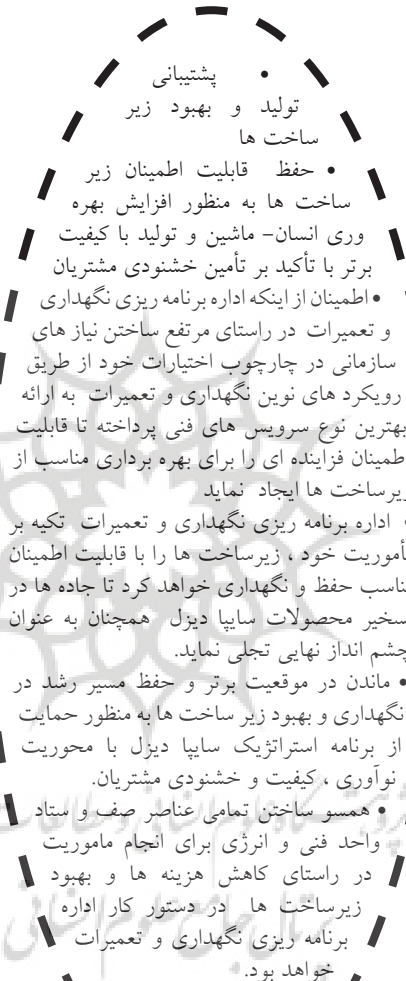 • پشتیبانی
تولید و بهبود زیر
ساخت ها
• حفظ قابلیت اطمینان زیر
ساخت ها به منظور افزایش بهره
وری انسان- ماشین و تولید با کیفیت
برتر با تأکید بر تأمین خشنودی مشتریان
• اطمینان از اینکه اداره برنامه ریزی نگهداری
و تعمیرات در راستای مرتفع ساختن نیاز های
سازمانی در چارچوب اختیارات خود از طریق
رویکرد های نوین نگهداری و تعمیرات به ارائه
بهترین نوع سرویس های فنی پرداخته تا قابلیت
طمینان فزاینده ای را برای بهره برداری مناسب از
یرساخت ها ایجاد نماید
• اداره برنامه ریزی نگهداری و تعمیرات تکیه بر
أموریت خود ، زیرساخت ها را با قابلیت اطمینان
ناسب حفظ و نگهداری خواهد کرد تا جاده ها در
سخیر محصولات سایپا دیزل همچنان به عنوان
چشم انداز نهایی تجلی نماید.
• ماندن در موقعیت برتر و حفظ مسیر رشد در
نگهداری و بهبود زیر ساخت ها به منظور حمایت
از برنامه استراتژیک سایپا دیزل با محوریت
نوآوری ، کیفیت و خشنودی مشتریان.
• همسو ساختن تمامی عناصر صف و ستاد
واحد فنی و انرژی برای انجام ماموریت
در راستای کاهش هزینه ها و بهبود
زیرساخت ها در دستور کار اداره
برنامه ریزی نگهداری و تعمیرات
خواهد بود.